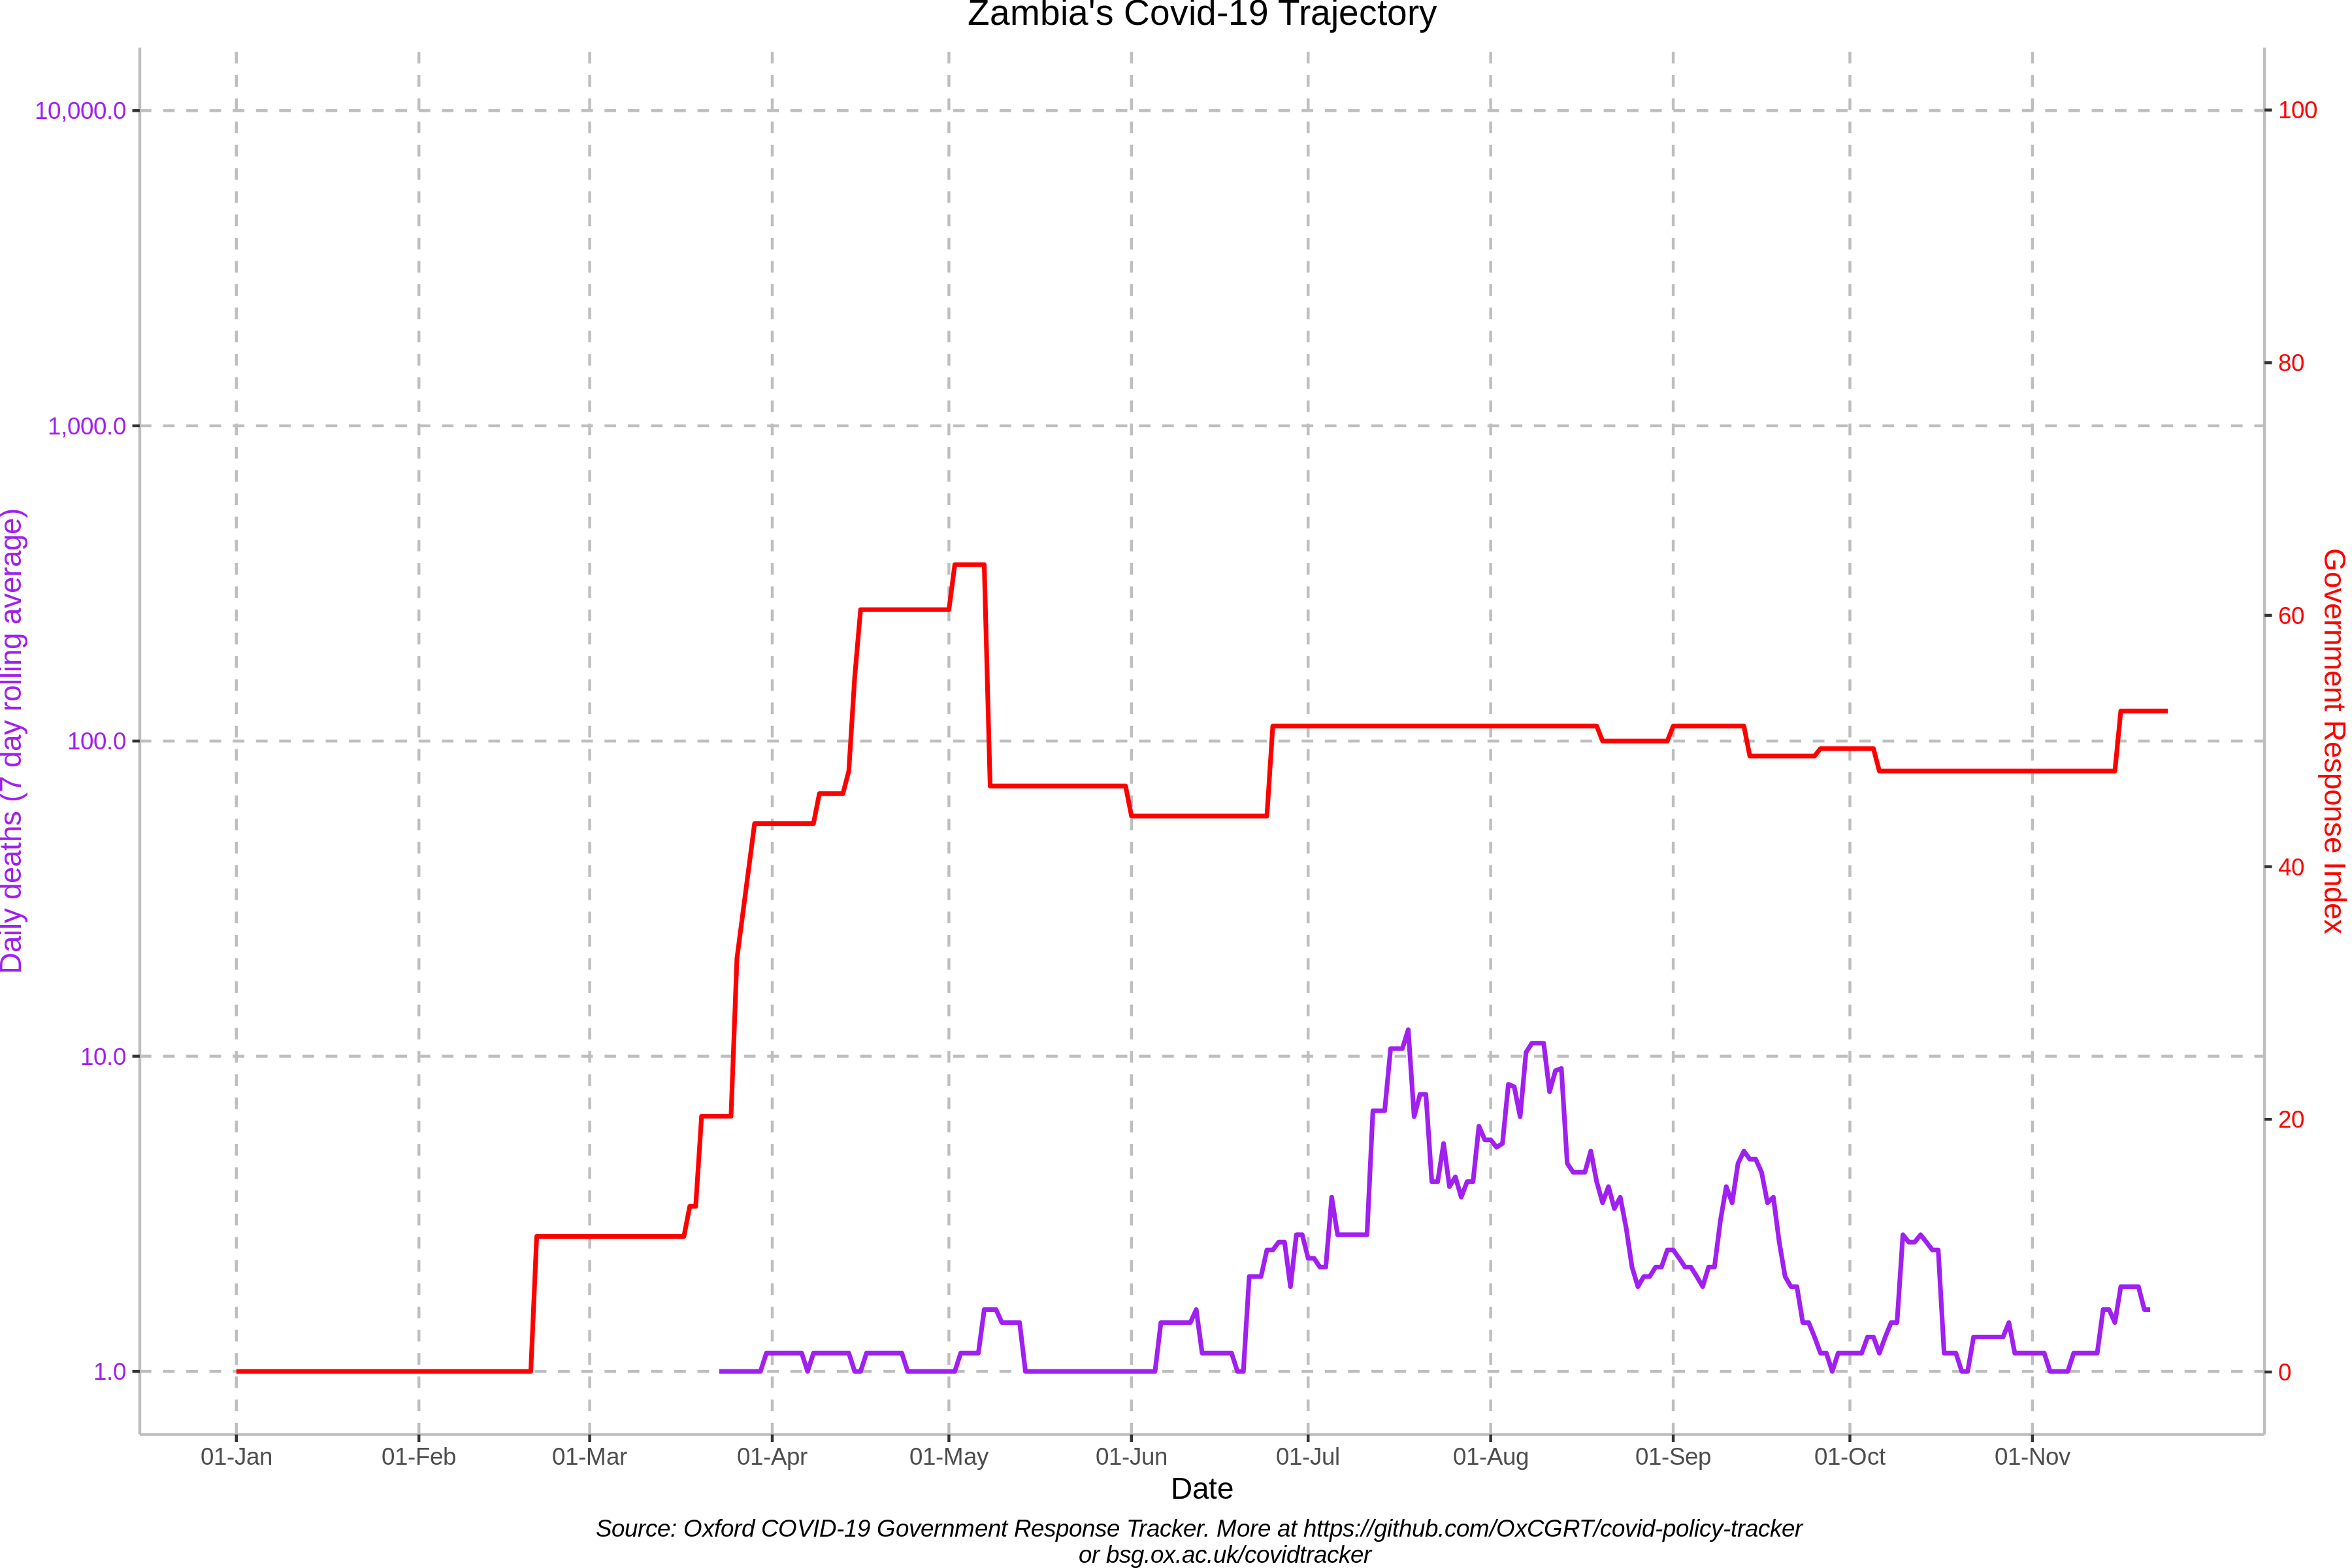 Zambia's Covid-19 Trajectory
Daily deaths (7 day rolling average)
10,000.0
1,000.0
100.0
10.0
1.0
100
80
60
40
20
0
Government Response Index
01-Jan 01-Feb 01-Mar 01-Apr 01-May 01-Jun 01-Jul 01-Aug 01-Sep 01-Oct 01-Nov
Date
Source: Oxford COVID-19 Government Response Tracker. More at https://github.com/OxCGRT/covid-policy-tracker
or bsg.ox.ac.uk/covidtracker